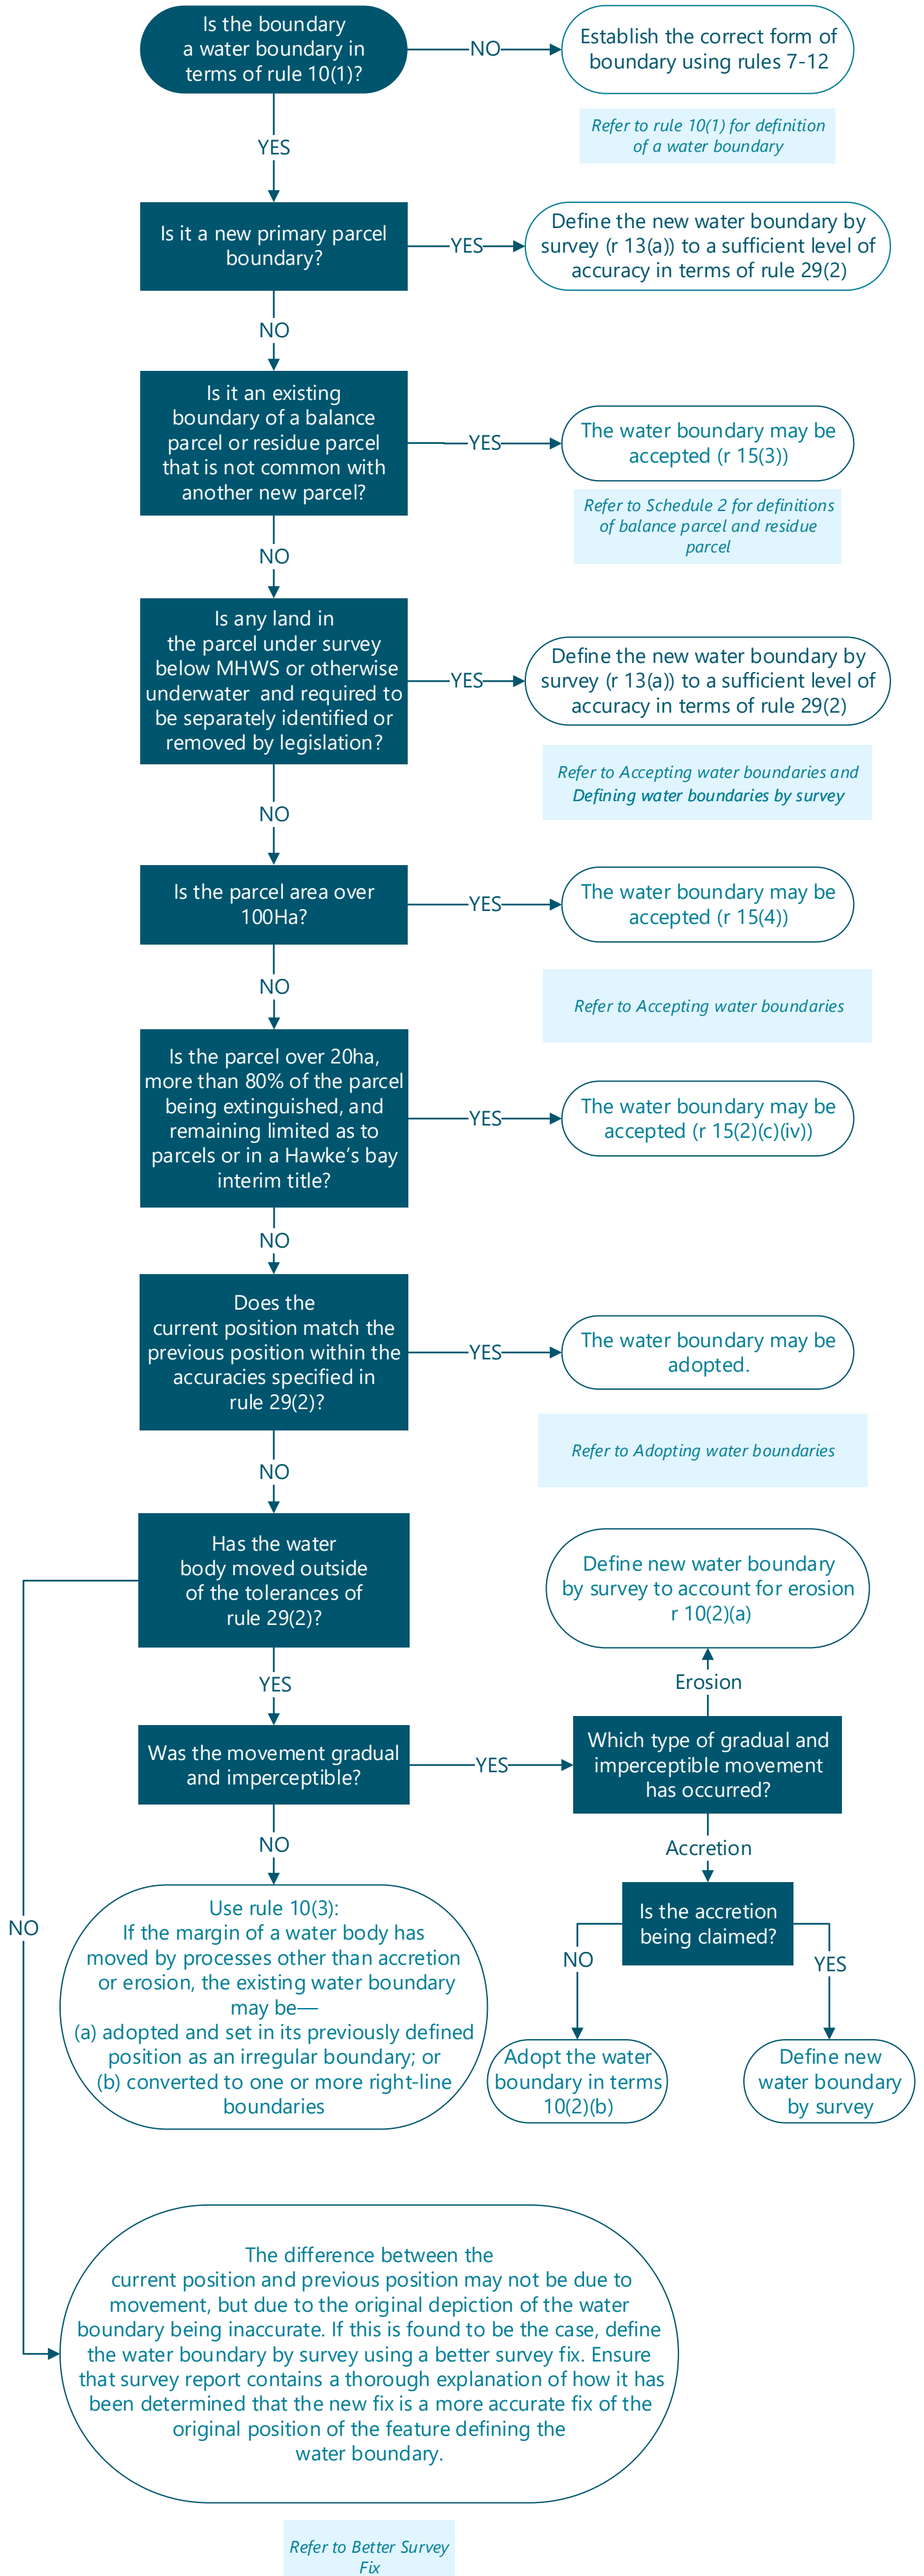 Is the boundary
a water boundary in
terms of rule 10(1)?
NO
Establish the correct form of
boundary using rules 7-12
Refer to rule 10(1) for definition
of a water boundary
YES
Is it a new primary parcel
boundary?
YES
Define the new water boundary by
survey (r 13(a)) to a sufficient level of
accuracy in terms of rule 29(2)
NO
Is it an existing
boundary of a balance
parcel or residue parcel
that is not common with
another new parcel?
YES
The water boundary may be
accepted (r 15(3))
Refer to Schedule 2 for definitions
of balance parcel and residue
parcel
NO
Is any land in
the parcel under survey
below MHWS or otherwise
underwater and required to
be separately identified or
removed by legislation?
YES
Define the new water boundary by
survey (r 13(a)) to a sufficient level of
accuracy in terms of rule 29(2)
Refer to Accepting water boundaries and
Defining water boundaries by survey
NO
Is the parcel area over
100Ha?
YES
The water boundary may be
accepted (r 15(4))
Refer to Accepting water boundaries
NO
Is the parcel over 20ha,
more than 80% of the parcel
being extinguished, and
remaining limited as to
parcels or in a Hawke's bay
interim title?
YES
The water boundary may be
accepted (r 15(2)(c)(iv))
NO
Does the
current position match the
previous position within the
accuracies specified in
rule 29(2)?
YES
The water boundary may be
adopted.
Refer to Adopting water boundaries
NO
Has the water
body moved outside
of the tolerances of
rule 29(2)?
Define new water boundary
by survey to account for erosion
r 10(2)(a)
YES
Erosion
Was the movement gradual
and imperceptible?
YES
Which type of gradual and
imperceptible movement
has occurred?
NO
Accretion
Is the accretion
being claimed?
NO
YES
Use rule 10(3):
If the margin of a water body has
moved by processes other than accretion
or erosion, the existing water boundary
may be—
(a) adopted and set in its previously defined
position as an irregular boundary; or
(b) converted to one or more right-line
boundaries
Adopt the water
boundary in terms
10(2)(b)
Define new
water boundary
by survey
NO
The difference between the
current position and previous position may not be due to
movement, but due to the original depiction of the water
boundary being inaccurate. If this is found to be the case, define
the water boundary by survey using a better survey fix. Ensure
that survey report contains a thorough explanation of how it has
been determined that the new fix is a more accurate fix of the
original position of the feature defining the
water boundary.
Refer to Better Survey
Fix